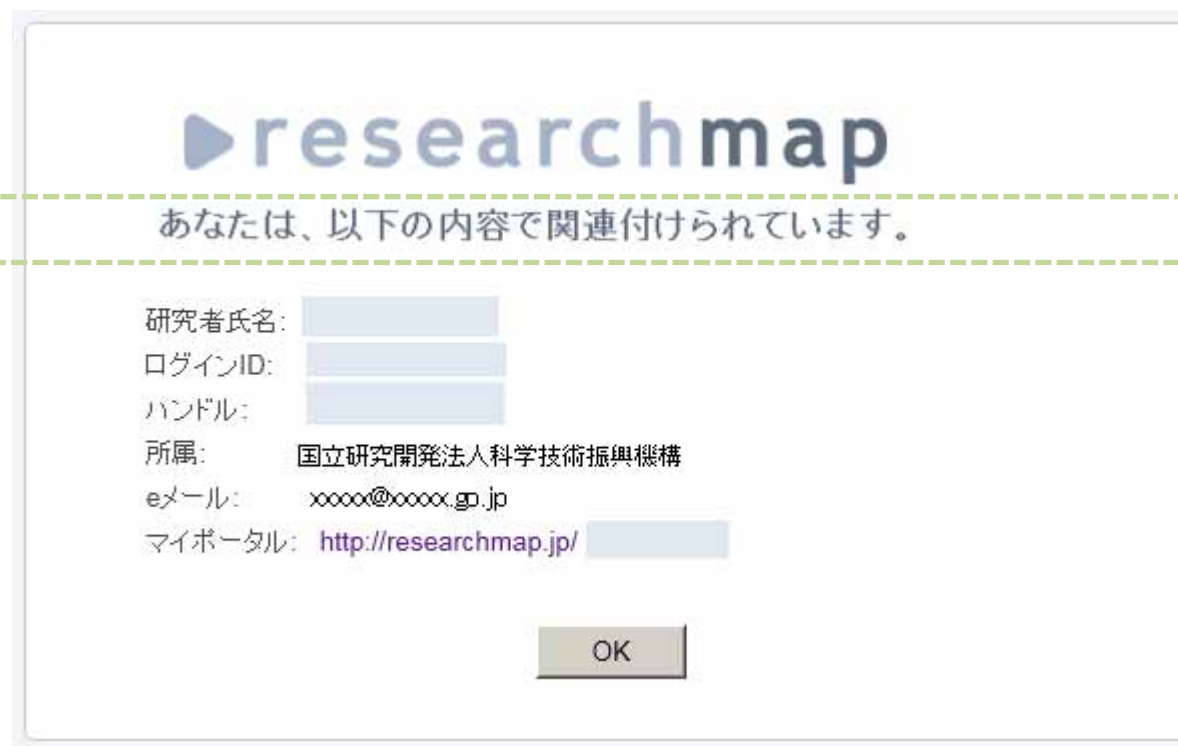 researchmap
あなたは、以下の内容で関連付けられています。
研究者氏名:
ログインID:
ハンドル:
所属: 国立研究開発法人科学技術振興機構
eメール: xxxxx@xxxxx.go.jp
マイポータル: http://researchmap.jp/
OK